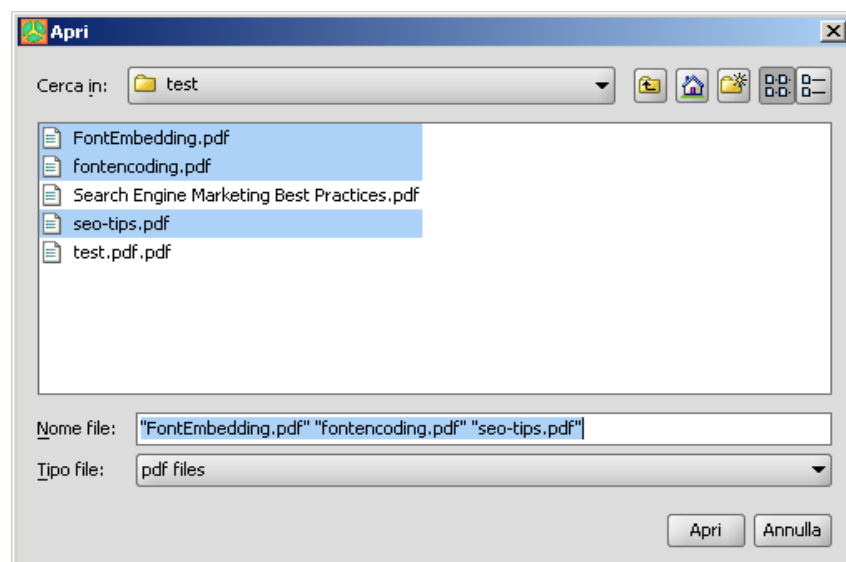 Apri
Cerca in: test
FontEmbedding.pdf
fontencoding.pdf
Search Engine Marketing Best Practices.pdf
seo-tips.pdf
test.pdf.pdf
Nome file: "FontEmbedding.pdf" "fontencoding.pdf" "seo-tips.pdf"
Tipo file: pdf files
Apri Annulla